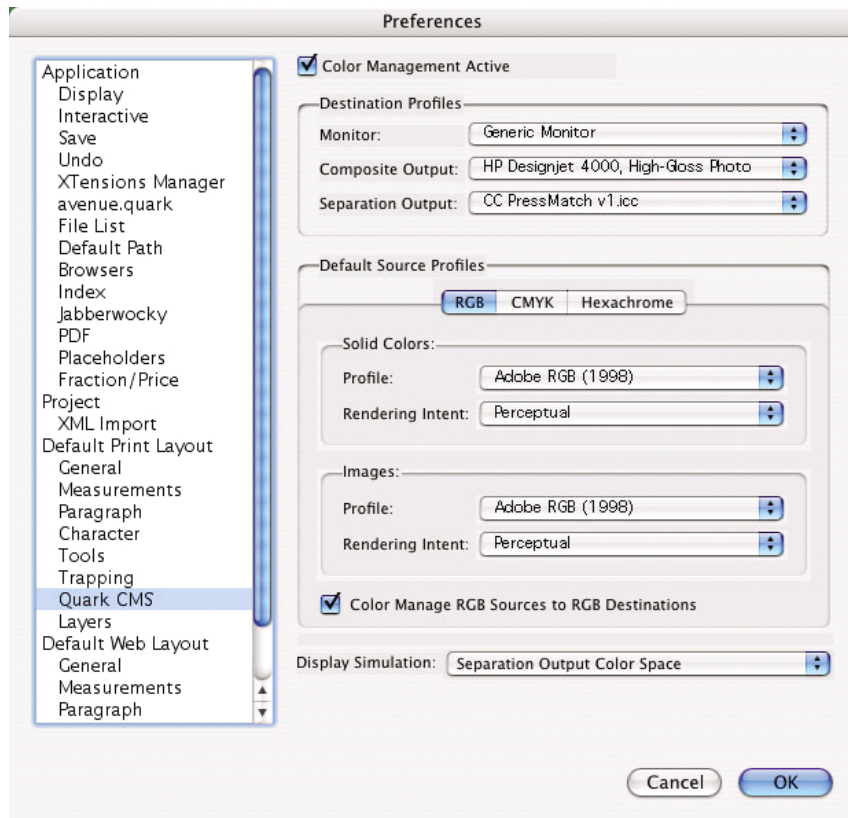 Preferences
Application
Display
Interactive
Save
Undo
XTensions Manager
avenue.quark
File List
Default Path
Browsers
Index
Jabberwocky
PDF
Placeholders
Fraction/Price
Project
XML Import
Default Print Layout
General
Measurements
Paragraph
Character
Tools
Trapping
Quark CMS
Layers
Default Web Layout
General
Measurements
Paragraph
Color Management Active
Destination Profiles
Monitor: Generic Monitor
Composite Output: HP Designjet 4000, High-Gloss Photo
Separation Output: CC PressMatch v1.icc
Default Source Profiles
RGB CMYK Hexachrome
Solid Colors:
Profile: Adobe RGB (1998)
Rendering Intent: Perceptual
Images:
Profile: Adobe RGB (1998)
Rendering Intent: Perceptual
Color Manage RGB Sources to RGB Destinations
Display Simulation: Separation Output Color Space
Cancel OK